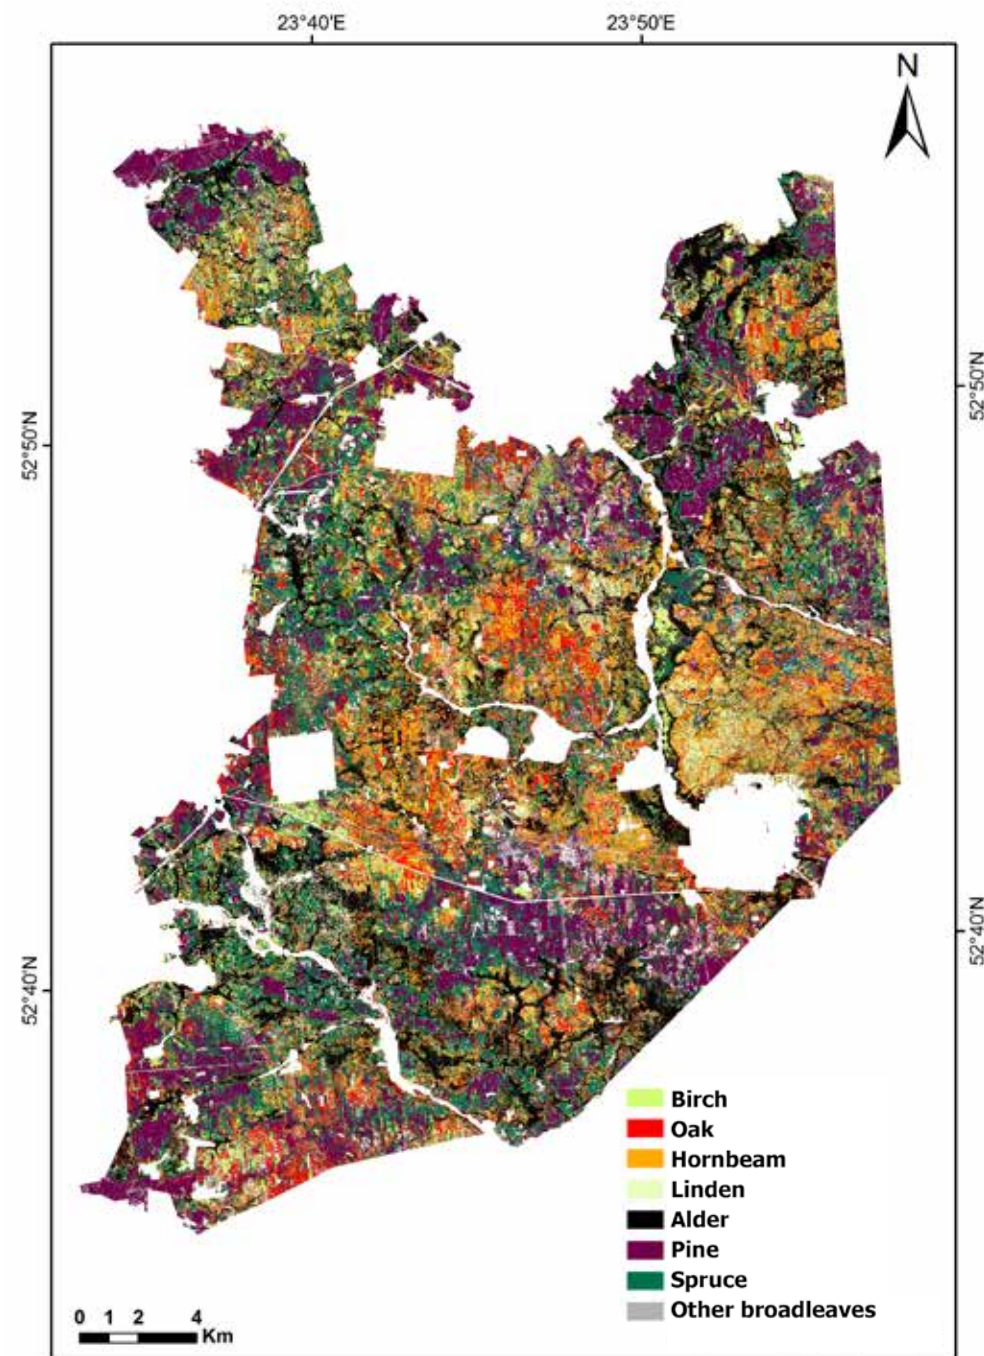 23°40'E 23°50'E
N
52°50'N
52°50'N
52°40'N
52°40'N
Birch
Oak
Hornbeam
Linden
Alder
Pine
Spruce
Other broadleaves
0 1 2 4
Km